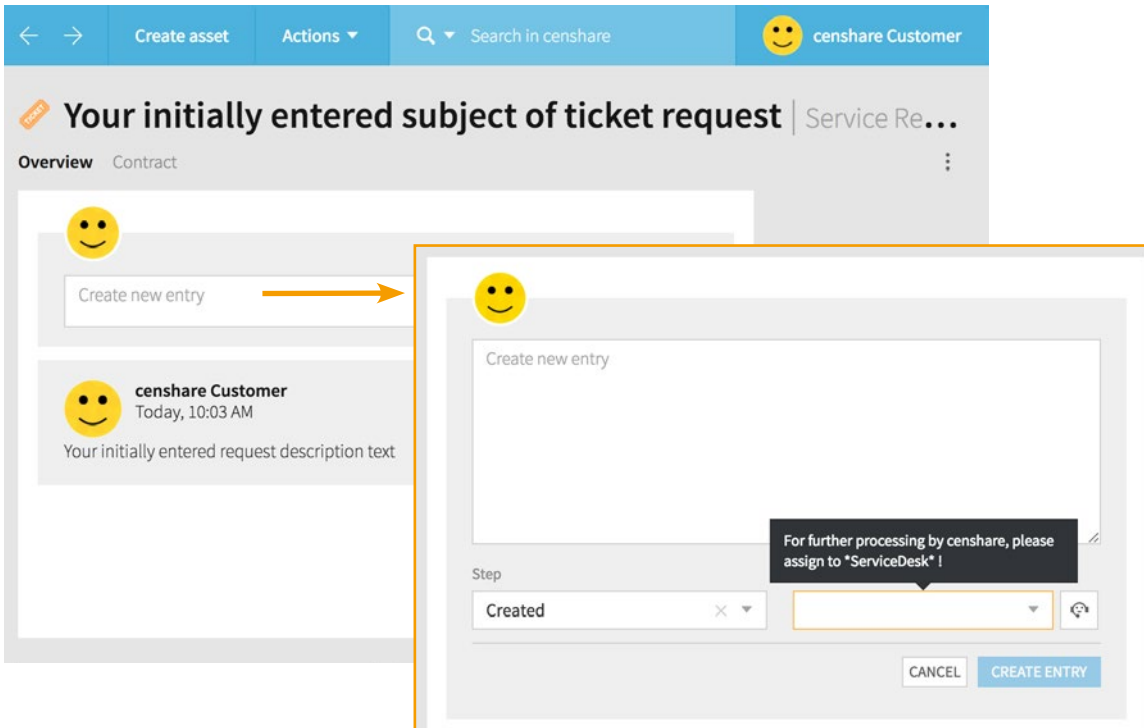 Create asset
Actions
Search in censhare
censhare Customer
TICKET
Your initially entered subject of ticket request | Service Re...
Overview
Contract
Create new entry
censhare Customer
Today, 10:03 AM
Your initially entered request description text
Create new entry
For further processing by censhare, please
assign to *ServiceDesk* !
Step
Created
CANCEL
CREATE ENTRY